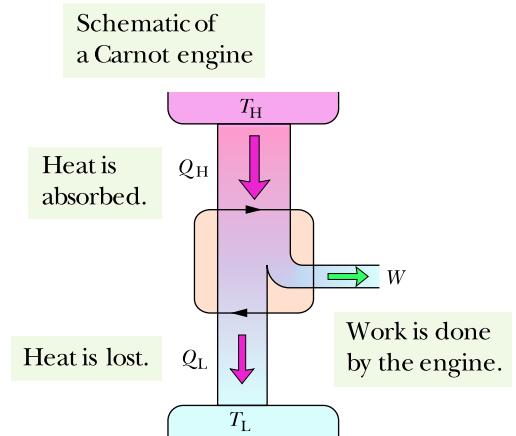 Schematic of
a Carnot engine
T_H
Heat is
absorbed.
Q_H
W
Work is done
by the engine.
Heat is lost.
Q_L
T_L